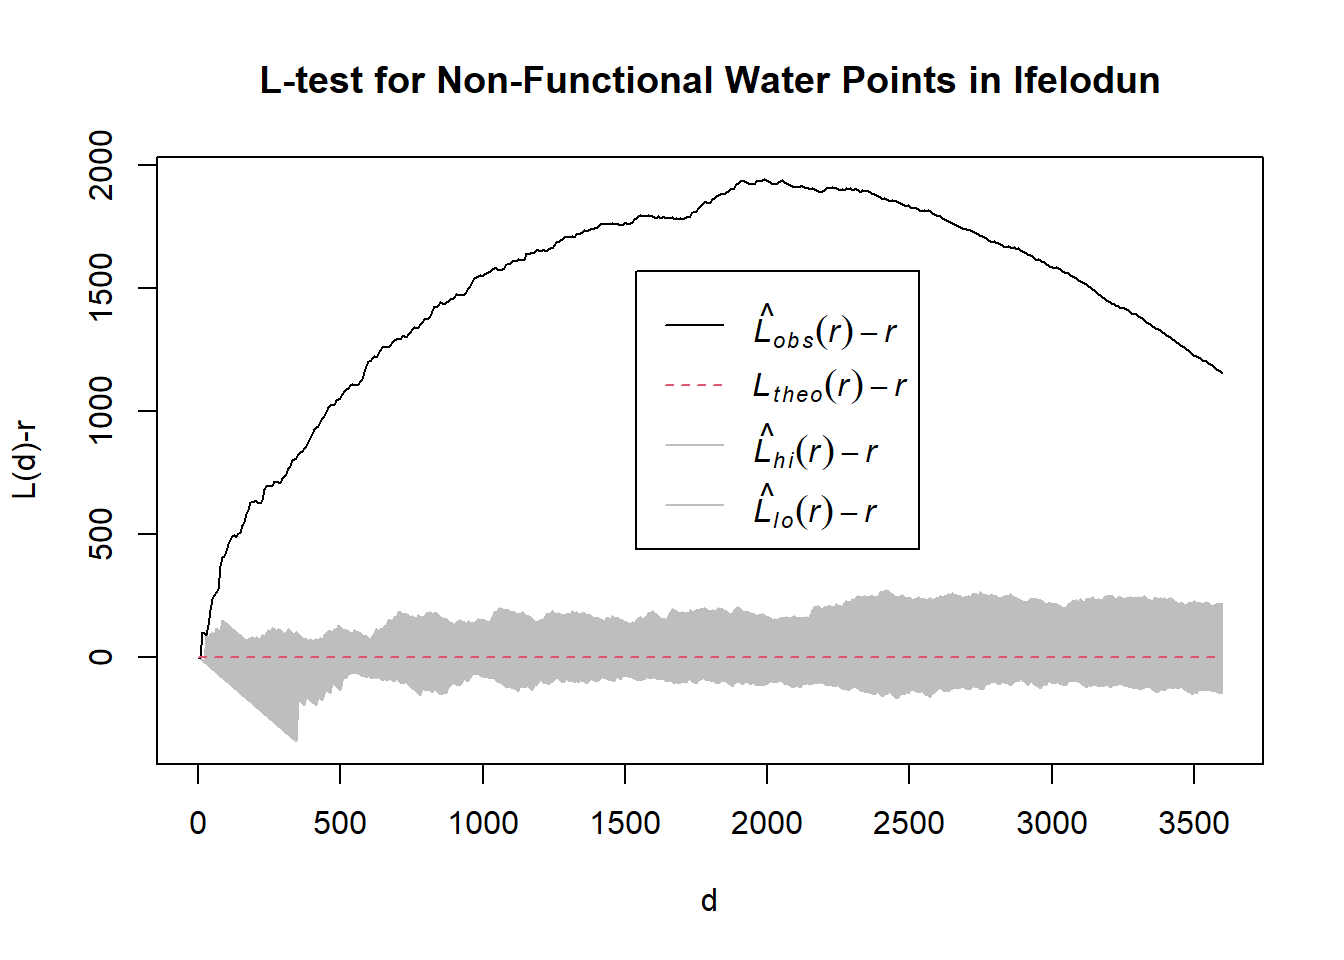 L-test for Non-Functional Water Points in Ifelodun
L(d)-r
2000
1500
1000
500
0
L̂obs(r) − r
Ltheo(r) − r
L̂hi(r) − r
L̂lo(r) − r
0 500 1000 1500 2000 2500 3000 3500
d